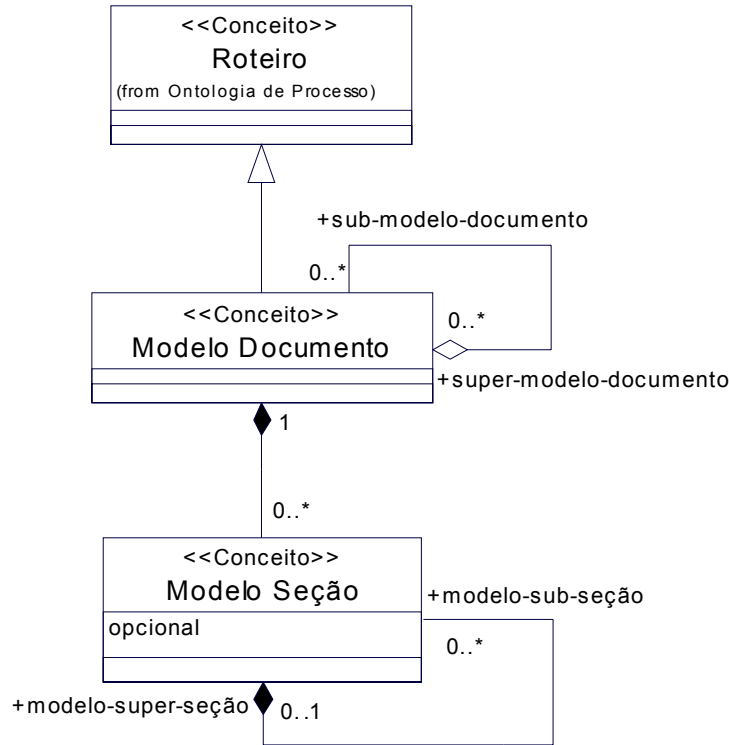 <<Conceito>>
Roteiro
(from Ontologia de Processo)
+sub-modelo-documento
0..*
<<Conceito>>
0..*
Modelo Documento
+super-modelo-documento
1
0..*
<<Conceito>>
Modelo Seção
+modelo-sub-seção
opcional
0..*
+modelo-super-seção
0..1